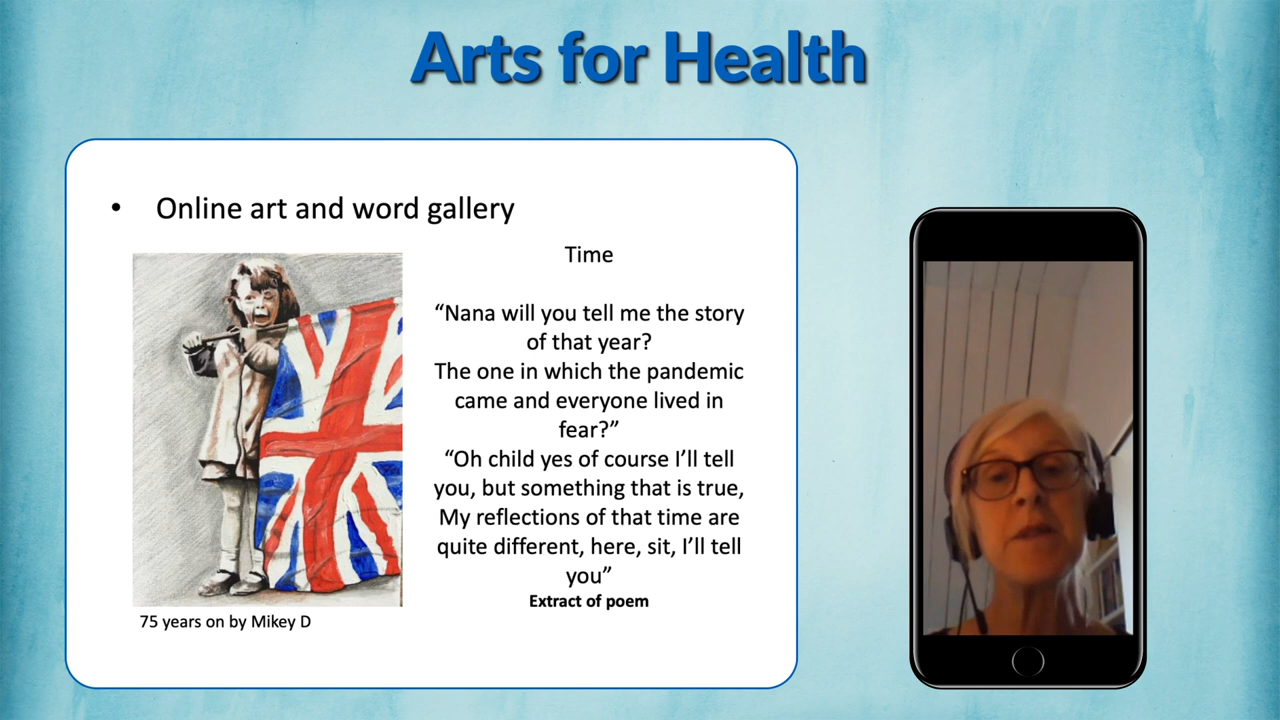 Arts for Health
• Online art and word gallery
Time
“Nana will you tell me the story
of that year?
The one in which the pandemic
came and everyone lived in
fear?”
“Oh child yes of course I’ll tell
you, but something that is true,
My reflections of that time are
quite different, here, sit, I’ll tell
you”
Extract of poem
75 years on by Mikey D